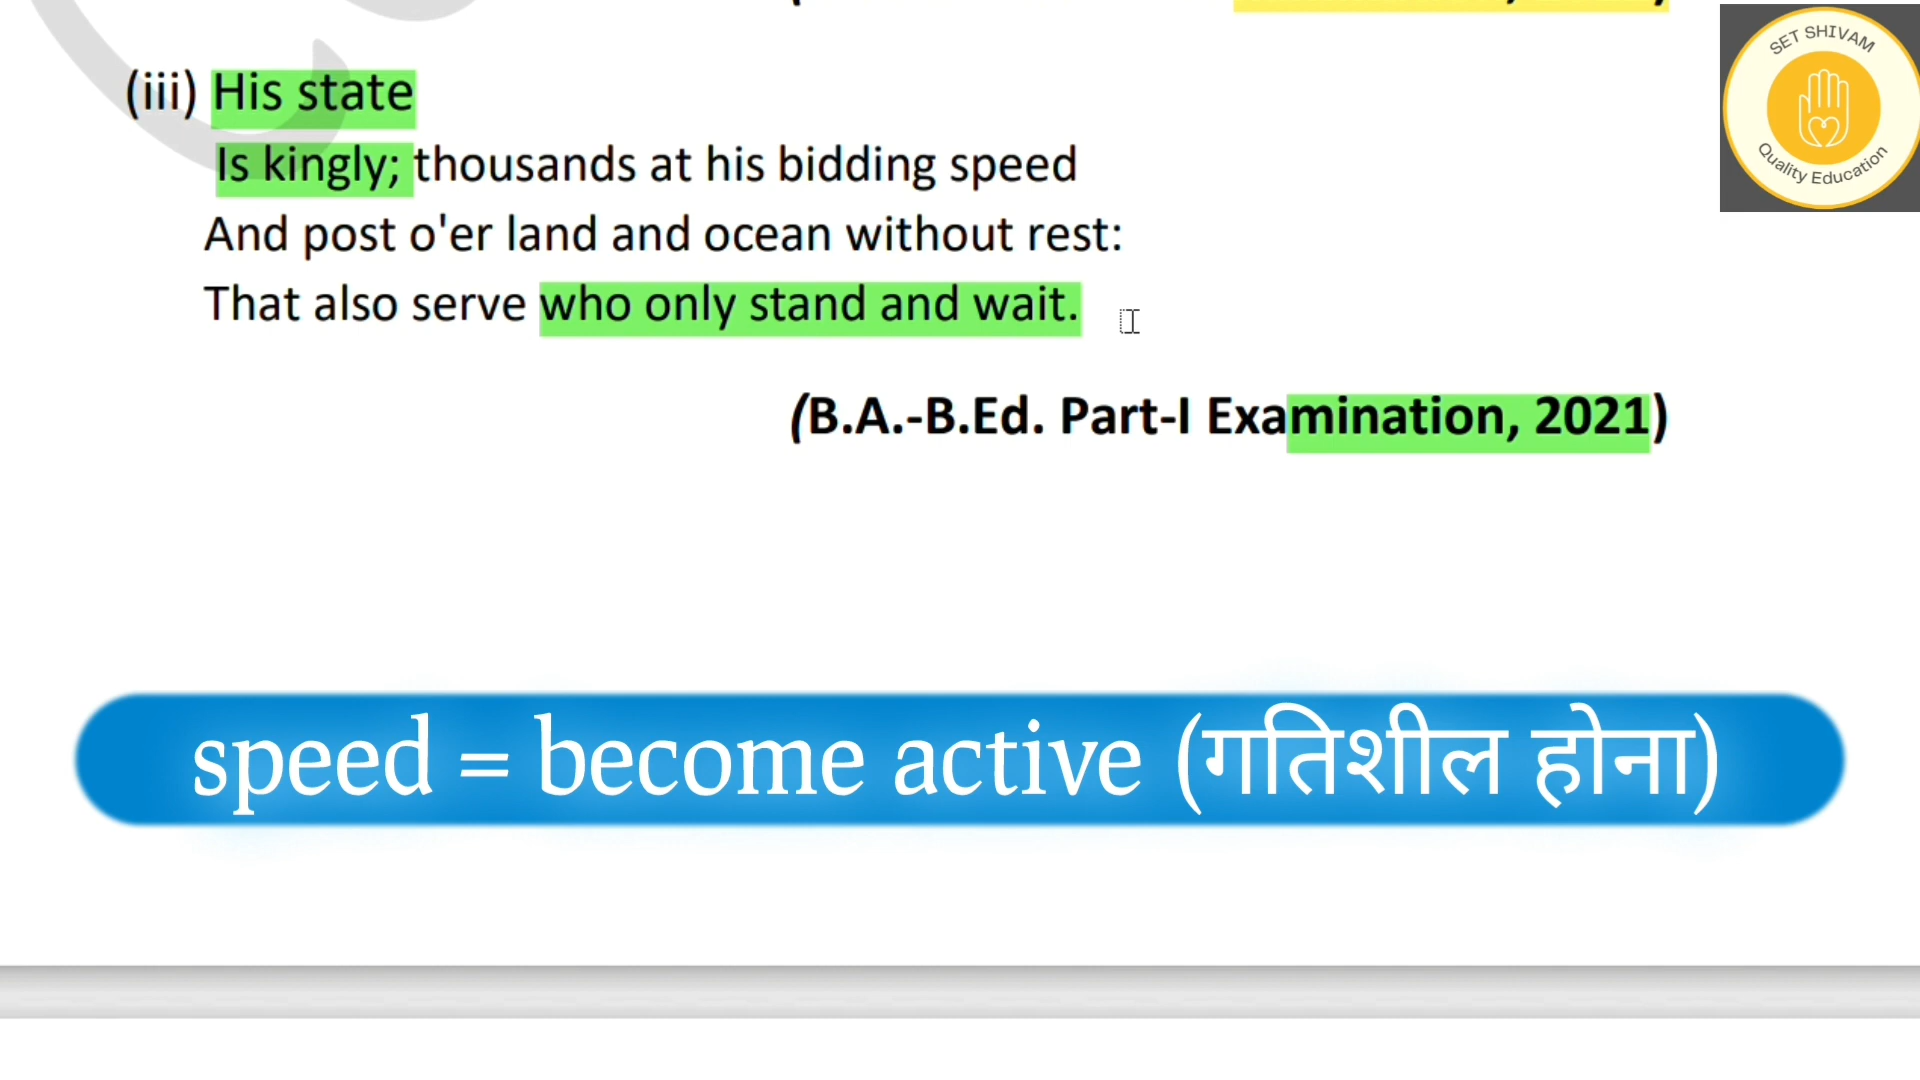 SET SHIVAM
Quality Education
(iii) His state
Is kingly; thousands at his bidding speed
And post o'er land and ocean without rest:
That also serve who only stand and wait.
(B.A.-B.Ed. Part-I Examination, 2021)
speed = become active (गतिशील होना)